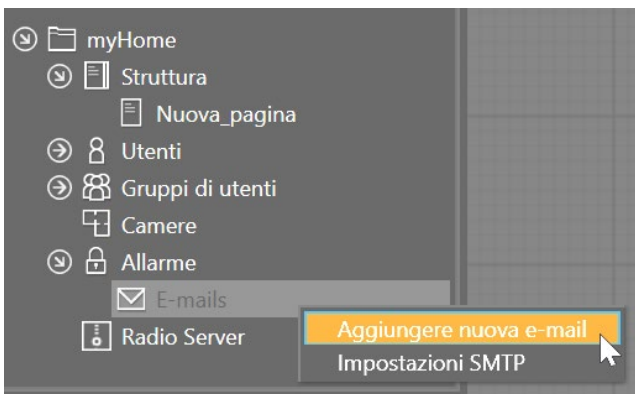 myHome
Struttura
Nuova_pagina
Utenti
Gruppi di utenti
Camere
Allarme
E-mails
Aggiungere nuova e-mail
Radio Server
Impostazioni SMTP